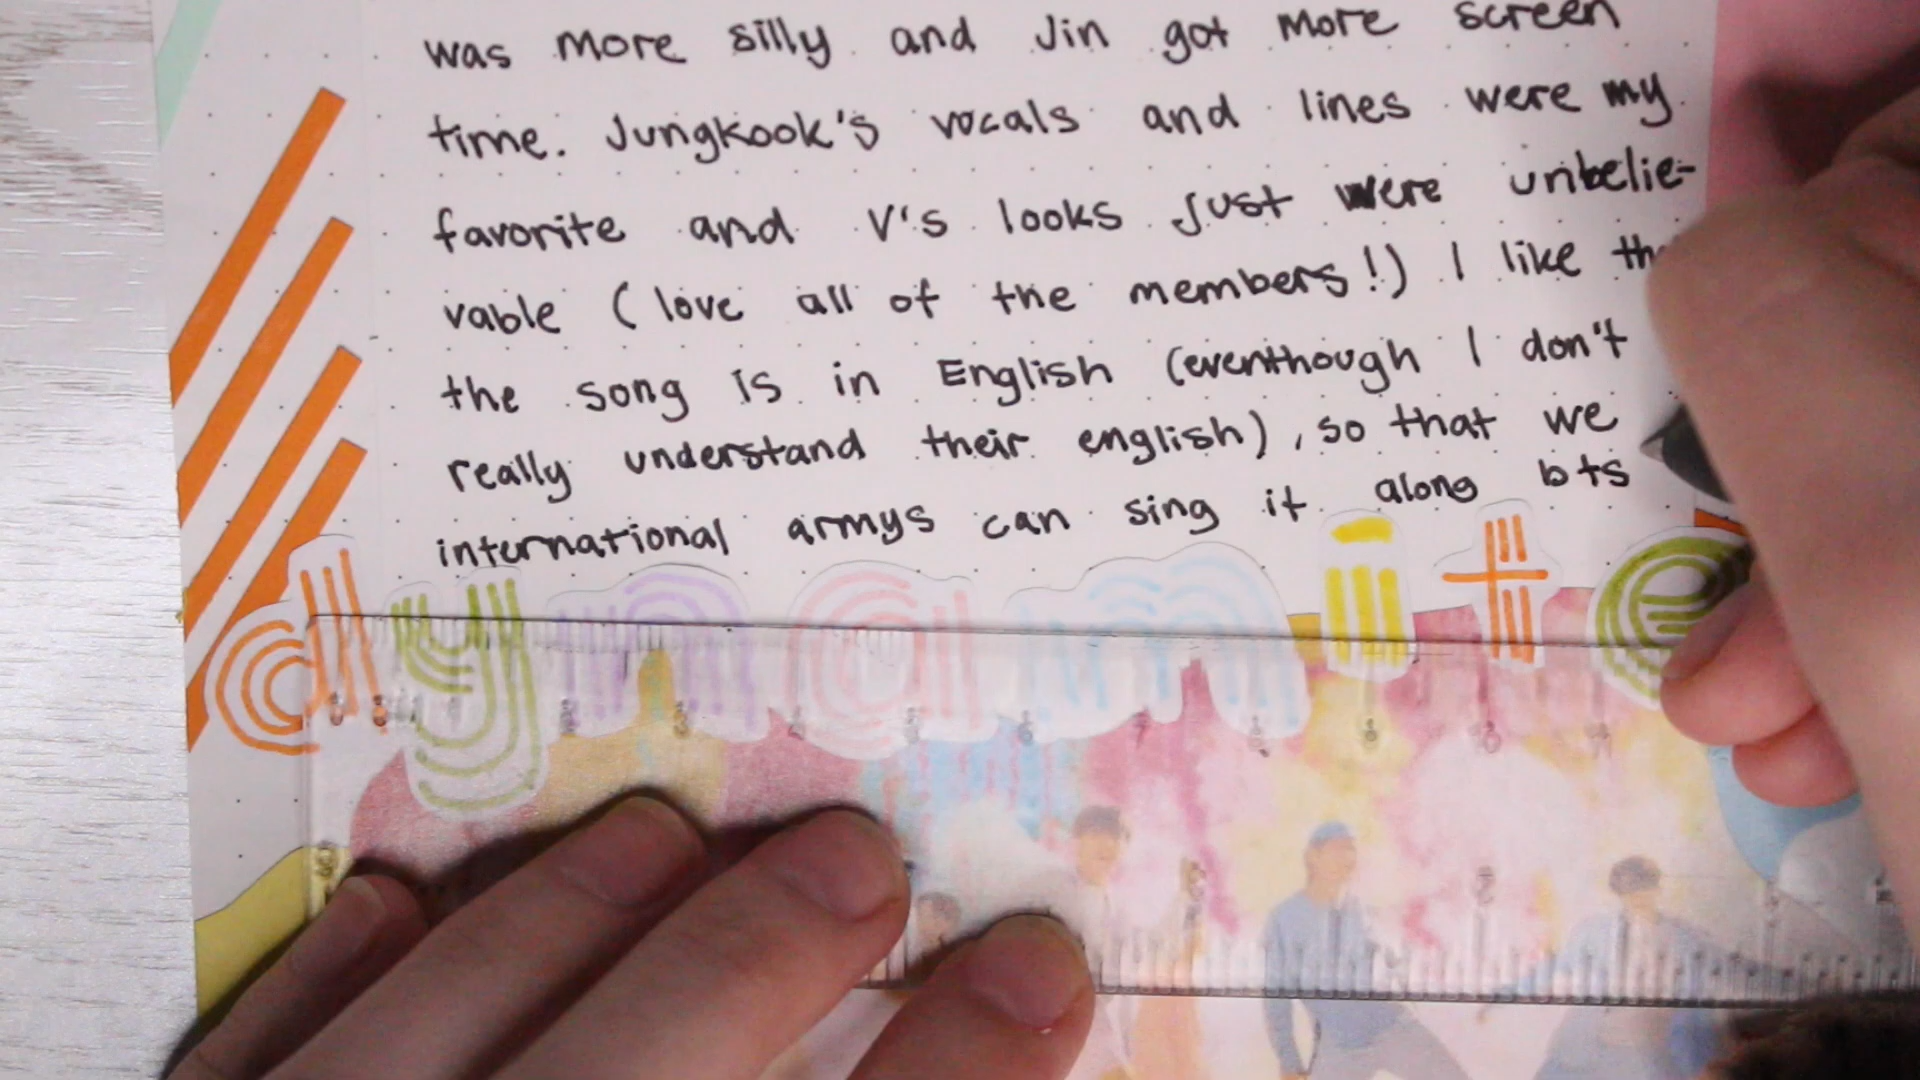 was more silly and Jin got more screen
time. Jungkook's vocals and lines were my
favorite and V's looks just were unbelie-
vable (love all of the members!) I like
the song is in English (eventhough I don't
really understand their english), so that we
international armys can sing it along bts
dynamite